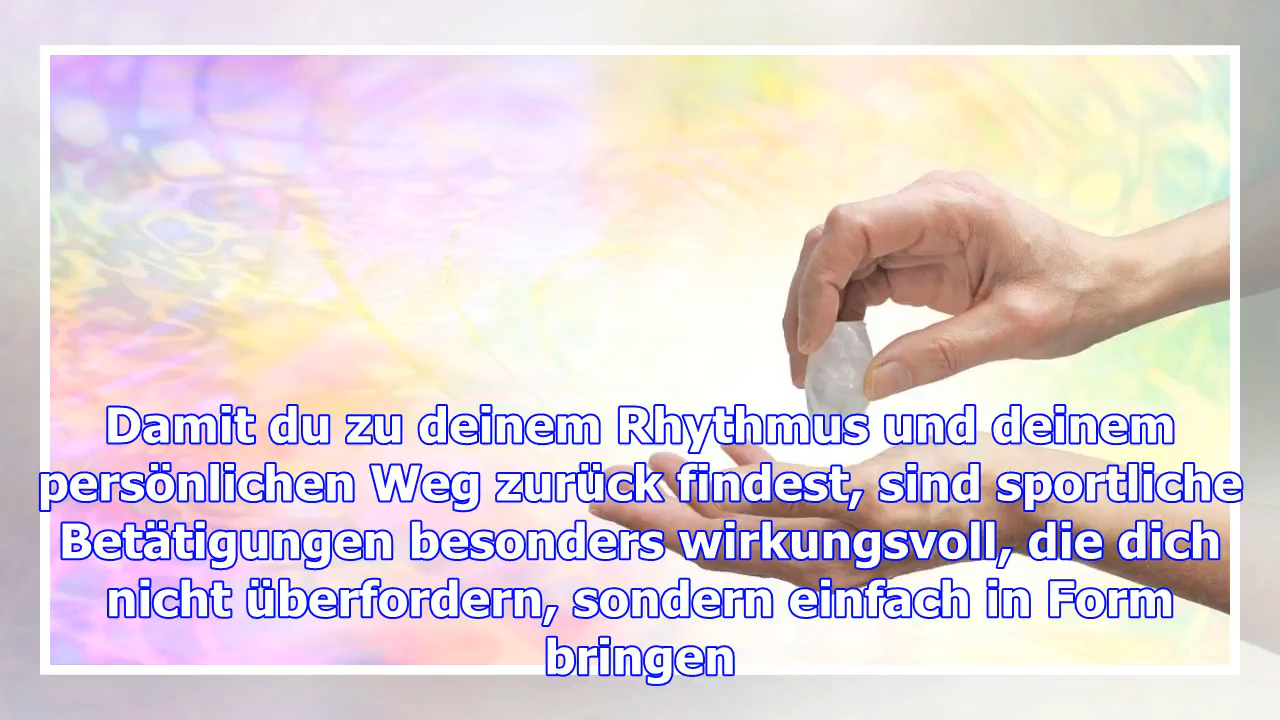 Damit du zu deinem Rhythmus und deinem
persönlichen Weg zurück findest, sind sportliche
Betätigungen besonders wirkungsvoll, die dich
nicht überfordern, sondern einfach in Form
bringen